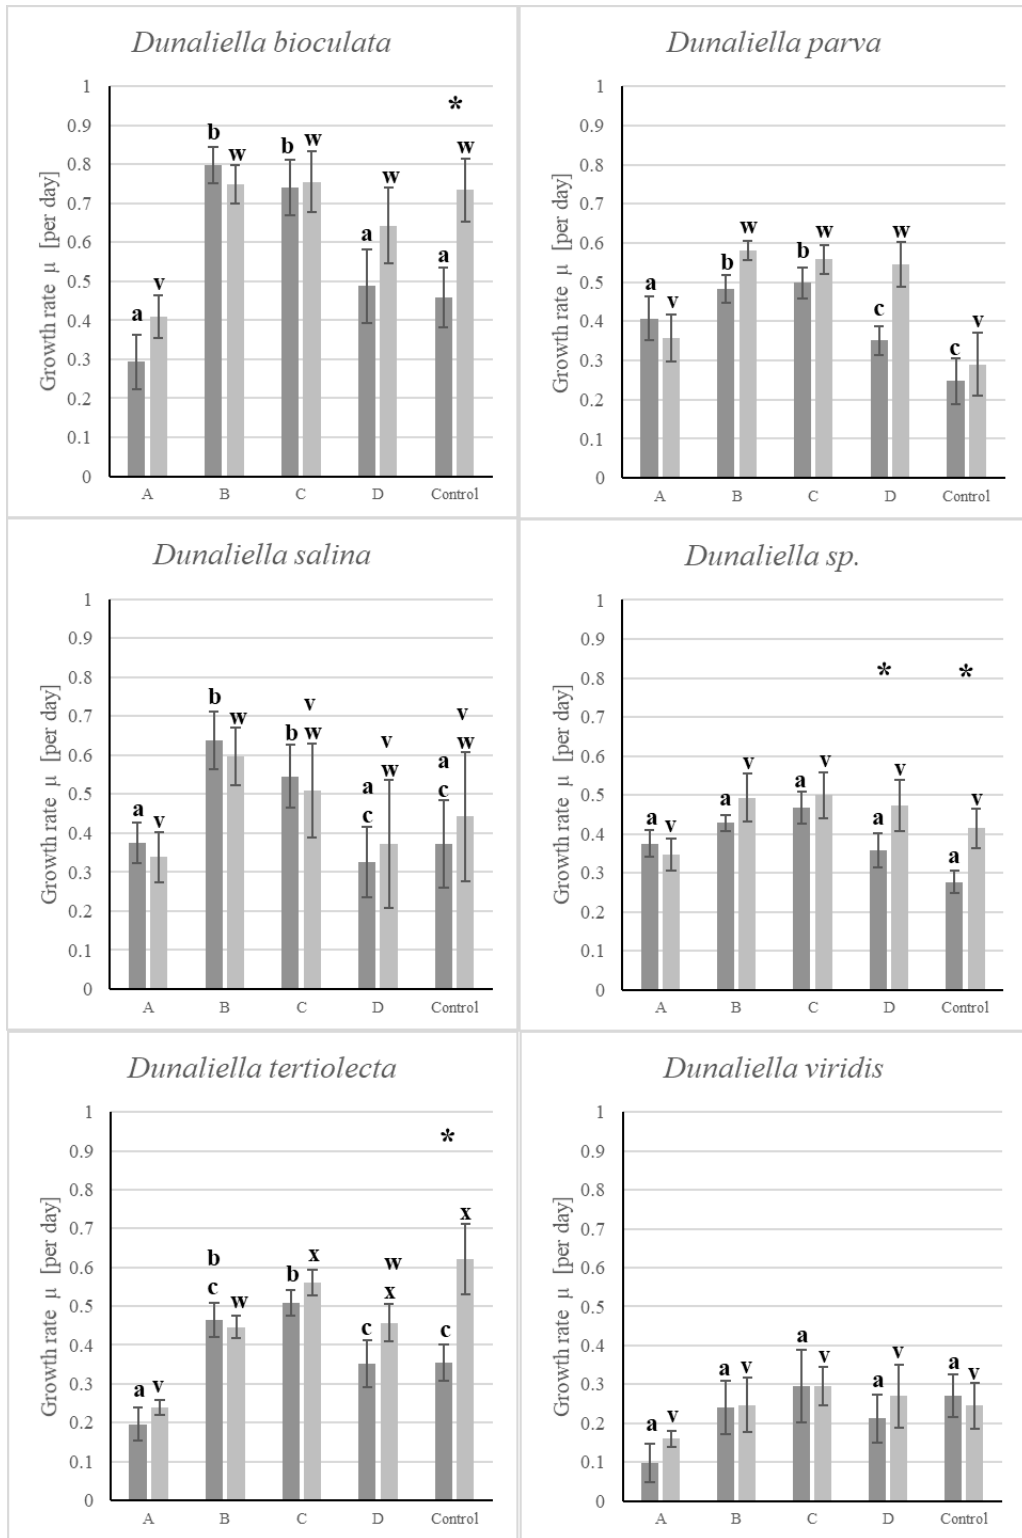 Dunaliella bioculata
Growth rate μ [per day]
1
0.9
0.8
0.7
0.6
0.5
0.4
0.3
0.2
0.1
0
*
a v
b w
b w
a w
a w
A B C D Control
Dunaliella parva
Growth rate μ [per day]
1
0.9
0.8
0.7
0.6
0.5
0.4
0.3
0.2
0.1
0
a v
b w
b w
c w
c v
A B C D Control
Dunaliella salina
Growth rate μ [per day]
1
0.9
0.8
0.7
0.6
0.5
0.4
0.3
0.2
0.1
0
a v
b w
b v
w
a v
c w
a v
c w
A B C D Control
Dunaliella sp.
Growth rate μ [per day]
1
0.9
0.8
0.7
0.6
0.5
0.4
0.3
0.2
0.1
0
* *
a v
a v
a v
a v
a v
A B C D Control
Dunaliella tertiolecta
Growth rate μ [per day]
1
0.9
0.8
0.7
0.6
0.5
0.4
0.3
0.2
0.1
0
*
a v
b
c w
b x
w
c x
c x
A B C D Control
Dunaliella viridis
Growth rate μ [per day]
1
0.9
0.8
0.7
0.6
0.5
0.4
0.3
0.2
0.1
0
a v
a v
a v
a v
a v
A B C D Control